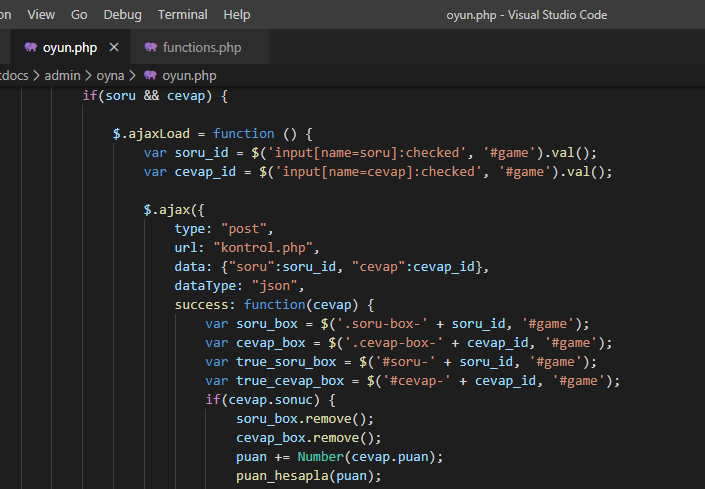 on View Go Debug Terminal Help oyun.php - Visual Studio Code
oyun.php × functions.php
tdocs > admin > oyna > oyun.php
if(soru && cevap) {
$.ajaxLoad = function () {
var soru_id = $('input[name=soru]:checked', '#game').val();
var cevap_id = $('input[name=cevap]:checked', '#game').val();
$.ajax({
type: "post",
url: "kontrol.php",
data: {"soru":soru_id, "cevap":cevap_id},
dataType: "json",
success: function(cevap) {
var soru_box = $('.soru-box-' + soru_id, '#game');
var cevap_box = $('.cevap-box-' + cevap_id, '#game');
var true_soru_box = $('#soru-' + soru_id, '#game');
var true_cevap_box = $('#cevap-' + cevap_id, '#game');
if(cevap.sonuc) {
soru_box.remove();
cevap_box.remove();
puan += Number(cevap.puan);
puan_hesapla(puan);